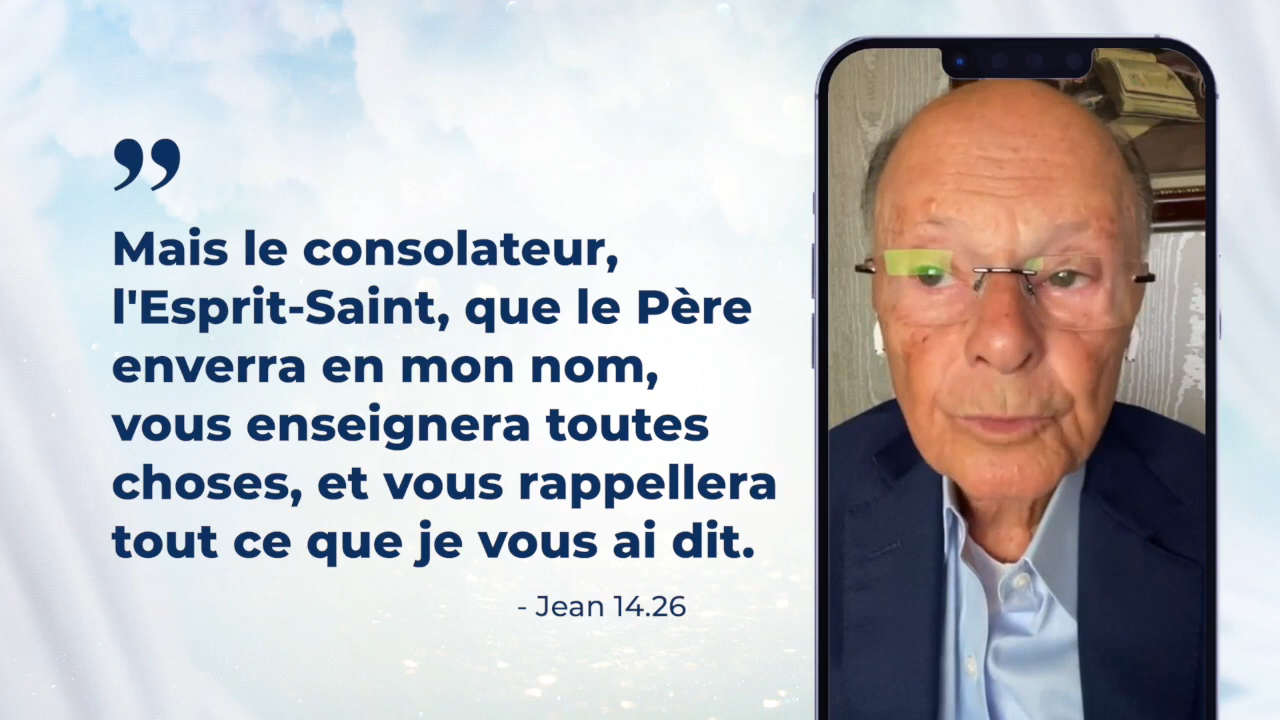 ”
Mais le consolateur,
l'Esprit-Saint, que le Père
enverra en mon nom,
vous enseignera toutes
choses, et vous rappellera
tout ce que je vous ai dit.
- Jean 14.26